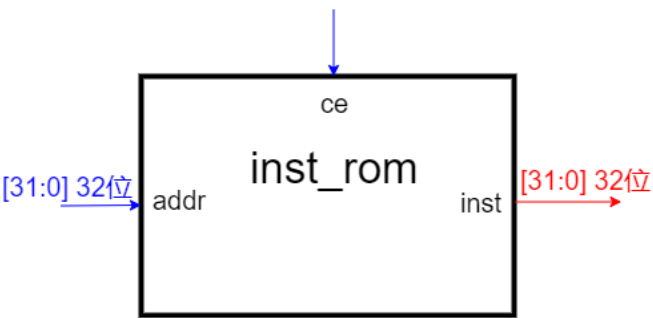 ce
inst_rom
[31:0] 32位
addr
inst
[31:0] 32位